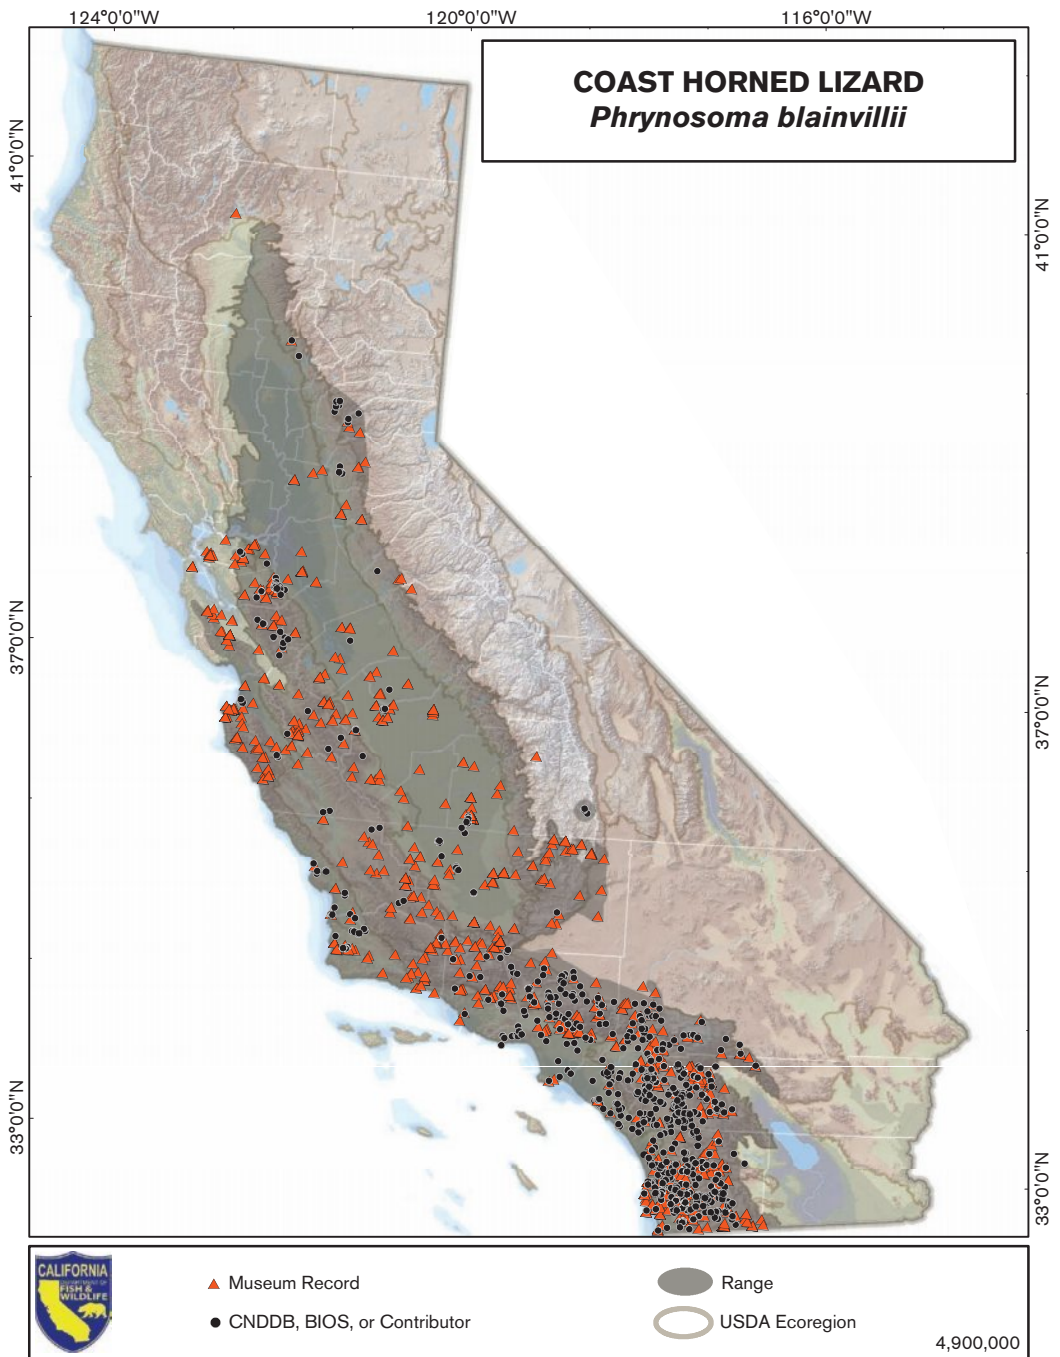 124°0'0"W
120°0'0"W
116°0'0"W
COAST HORNED LIZARD
Phrynosoma blainvillii
41°0'0"N
41°0'0"N
37°0'0"N
37°0'0"N
33°0'0"N
33°0'0"N
CALIFORNIA
DEPARTMENT OF
FISH &
WILDLIFE
Museum Record
Range
CNDDB, BIOS, or Contributor
USDA Ecoregion
4,900,000